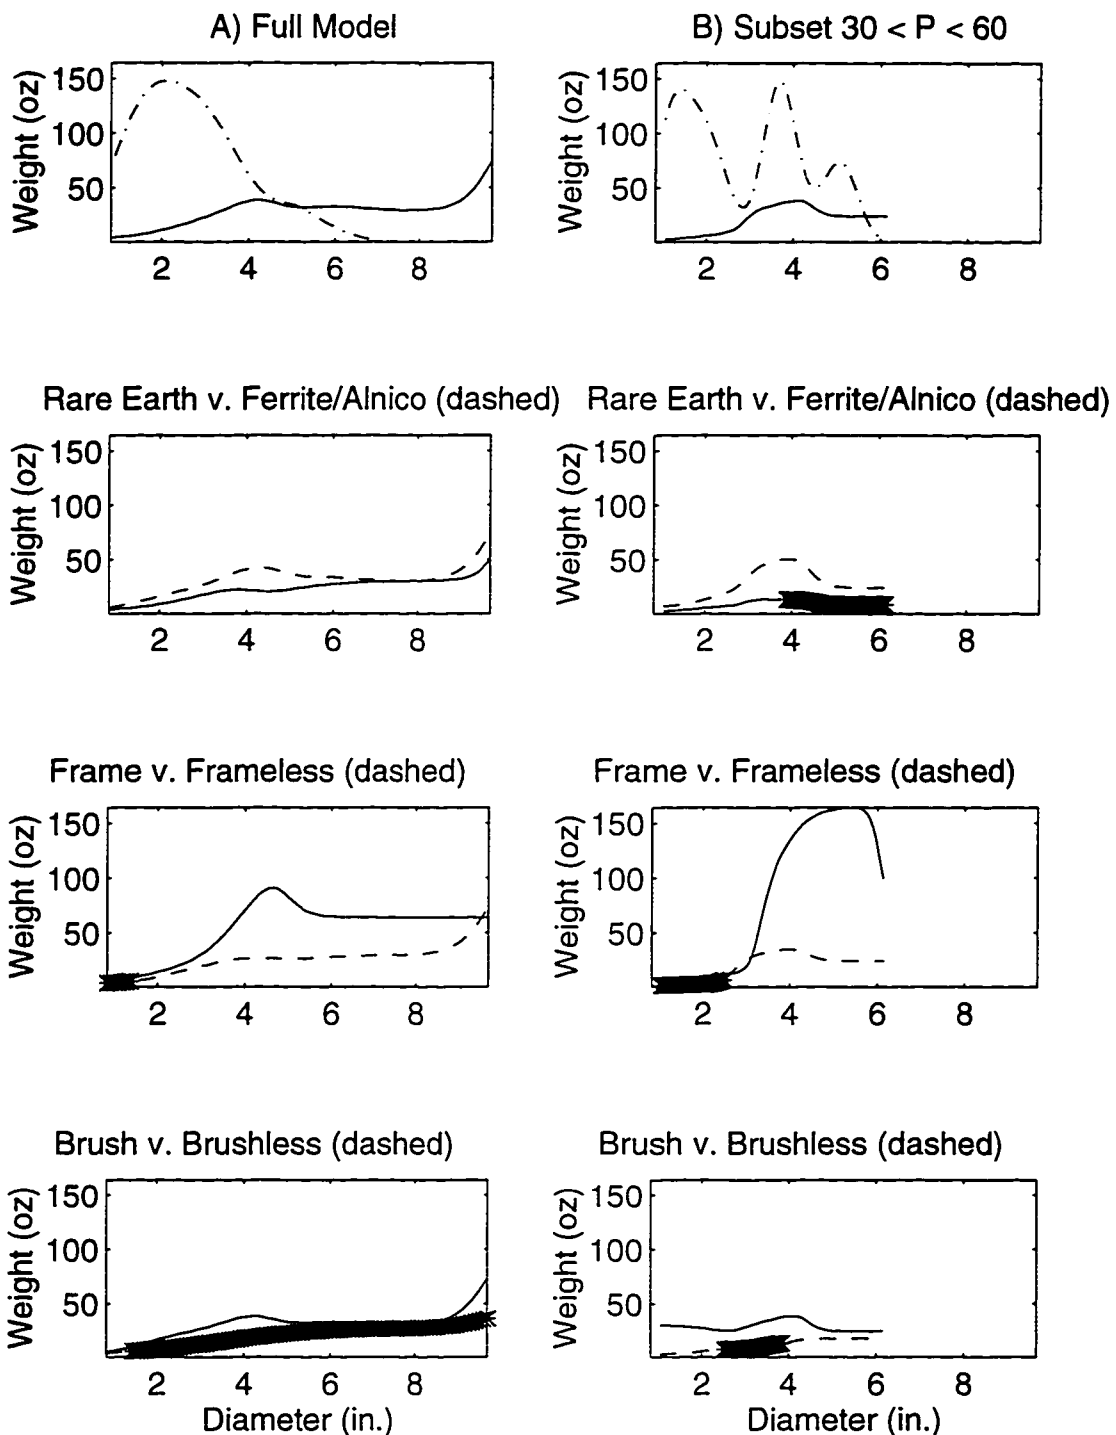 A) Full Model
B) Subset 30 < P < 60
Weight (oz)
150
100
50
2 4 6 8
Weight (oz)
150
100
50
2 4 6 8
Rare Earth v. Ferrite/Alnico (dashed)
Rare Earth v. Ferrite/Alnico (dashed)
Weight (oz)
150
100
50
2 4 6 8
Weight (oz)
150
100
50
2 4 6 8
Frame v. Frameless (dashed)
Frame v. Frameless (dashed)
Weight (oz)
150
100
50
2 4 6 8
Weight (oz)
150
100
50
2 4 6 8
Brush v. Brushless (dashed)
Brush v. Brushless (dashed)
Weight (oz)
150
100
50
2 4 6 8
Diameter (in.)
Weight (oz)
150
100
50
2 4 6 8
Diameter (in.)